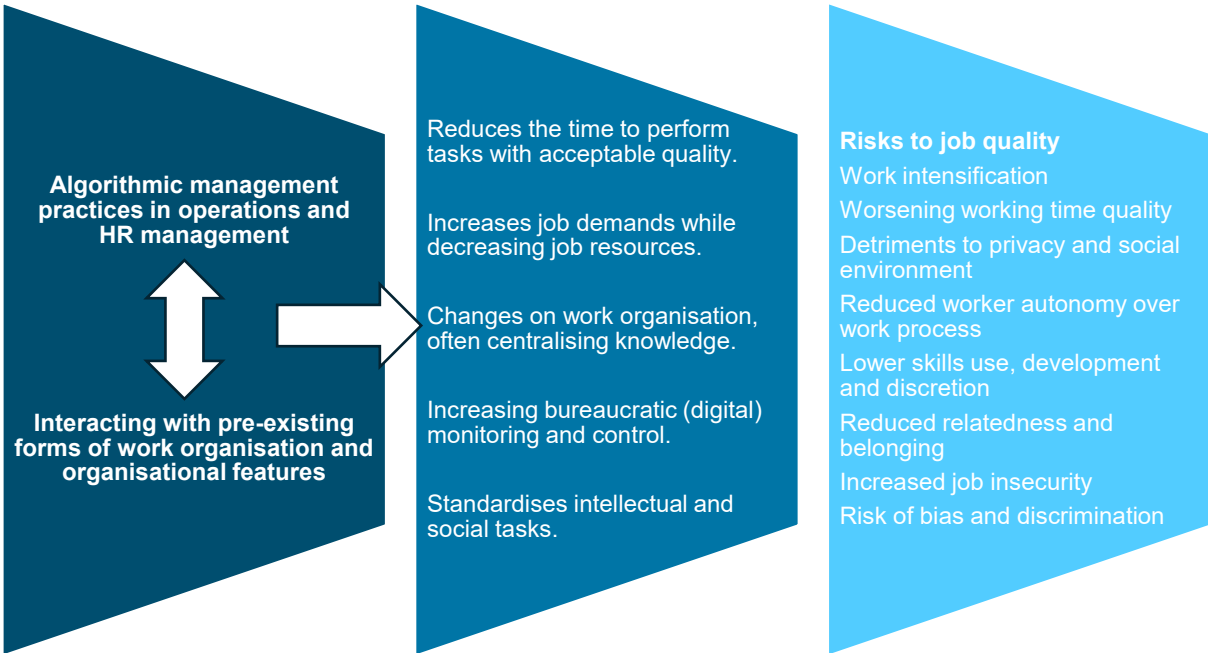 Algorithmic management
practices in operations and
HR management
Interacting with pre-existing
forms of work organisation and
organisational features
Reduces the time to perform
tasks with acceptable quality.
Increases job demands while
decreasing job resources.
Changes on work organisation,
often centralising knowledge.
Increasing bureaucratic (digital)
monitoring and control.
Standardises intellectual and
social tasks.
Risks to job quality
Work intensification
Worsening working time quality
Detriments to privacy and social
environment
Reduced worker autonomy over
work process
Lower skills use, development
and discretion
Reduced relatedness and
belonging
Increased job insecurity
Risk of bias and discrimination